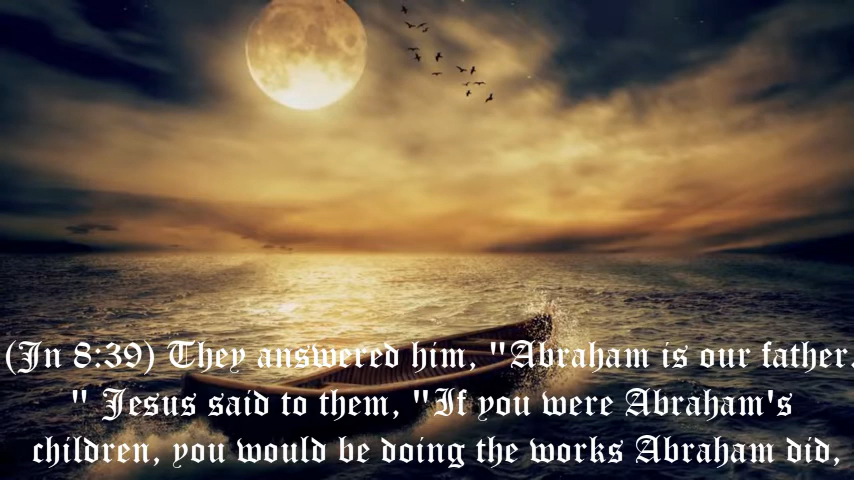 (Jn 8:39) They answered him, "Abraham is our father.
" Jesus said to them, "If you were Abraham's
children, you would be doing the works Abraham did,